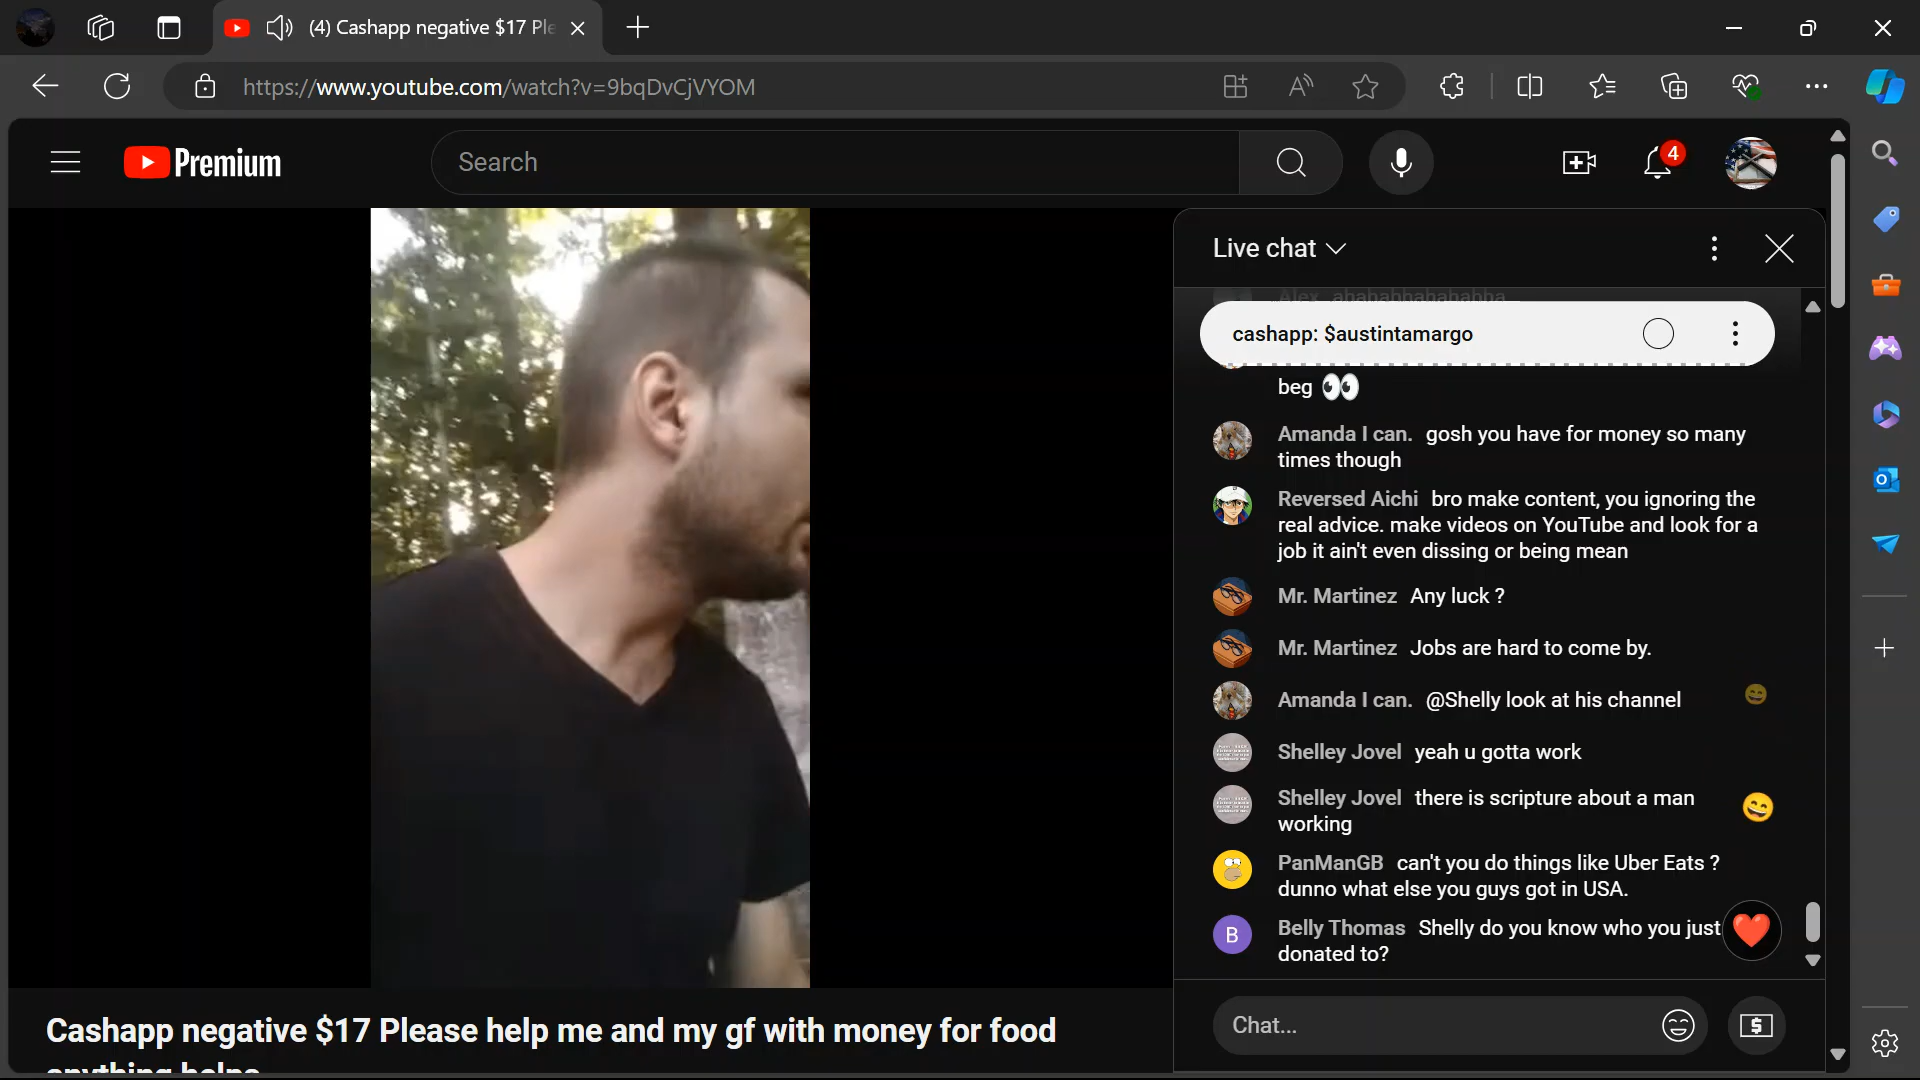 (4) Cashapp negative $17 Ple
https://www.youtube.com/watch?v=9bqDvCjVYOM
Premium
Search
4
Live chat
Alex ahahahhahahahha
cashapp: $austintamargo
beg 👀
Amanda I can. gosh you have for money so many
times though
Reversed Aichi bro make content, you ignoring the
real advice. make videos on YouTube and look for a
job it ain't even dissing or being mean
Mr. Martinez Any luck ?
Mr. Martinez Jobs are hard to come by.
Amanda I can. @Shelly look at his channel
Shelley Jovel yeah u gotta work
Shelley Jovel there is scripture about a man
working
PanManGB can't you do things like Uber Eats ?
dunno what else you guys got in USA.
B
Belly Thomas Shelly do you know who you just
donated to?
Chat...
Cashapp negative $17 Please help me and my gf with money for food
anything helps